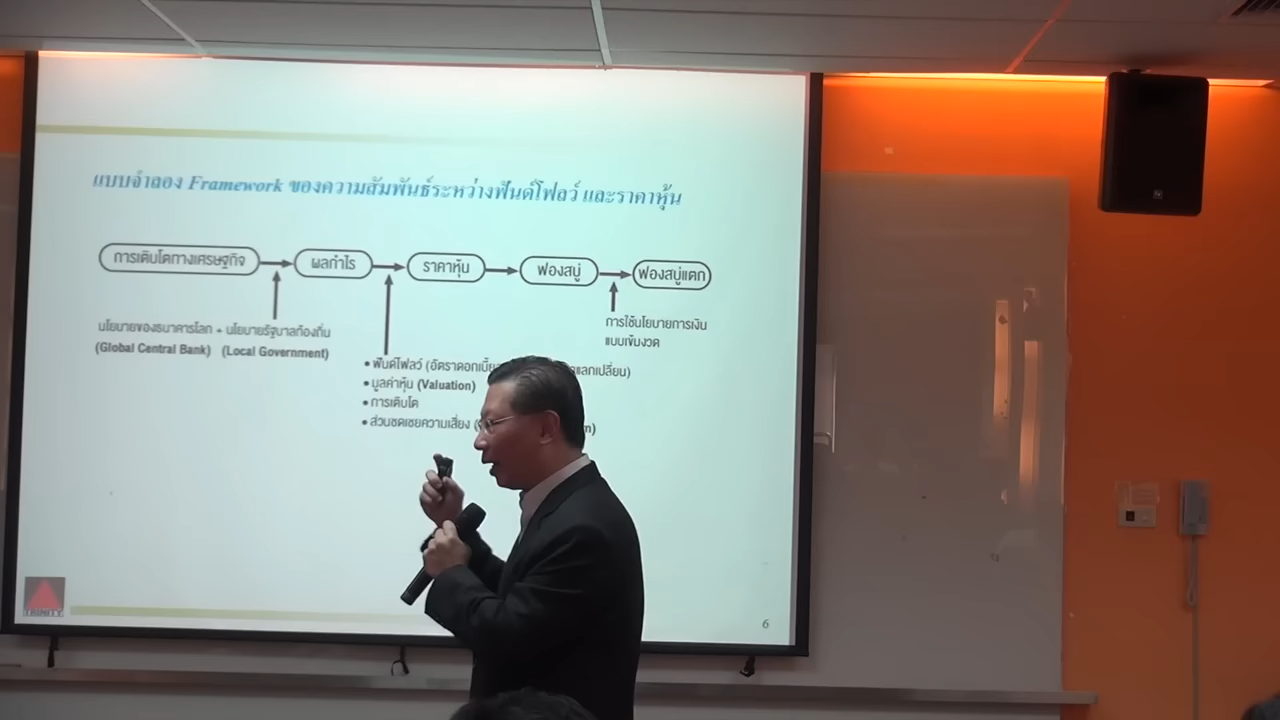 แบบจำลอง Framework ของความสัมพันธ์ระหว่างฟันด์โฟลว์ และราคาหุ้น
การเติบโตทางเศรษฐกิจ
ผลกำไร
ราคาหุ้น
ฟองสบู่
ฟองสบู่แตก
นโยบายของธนาคารโลก + นโยบายรัฐบาลท้องถิ่น
(Global Central Bank) (Local Government)
การใช้นโยบายการเงิน
แบบเข้มงวด
• ฟันด์โฟลว์ (อัตราดอกเบี้ย แลกเปลี่ยน)
• มูลค่าหุ้น (Valuation)
• การเติบโต
• ส่วนชดเชยความเสี่ยง
TRINITY
6